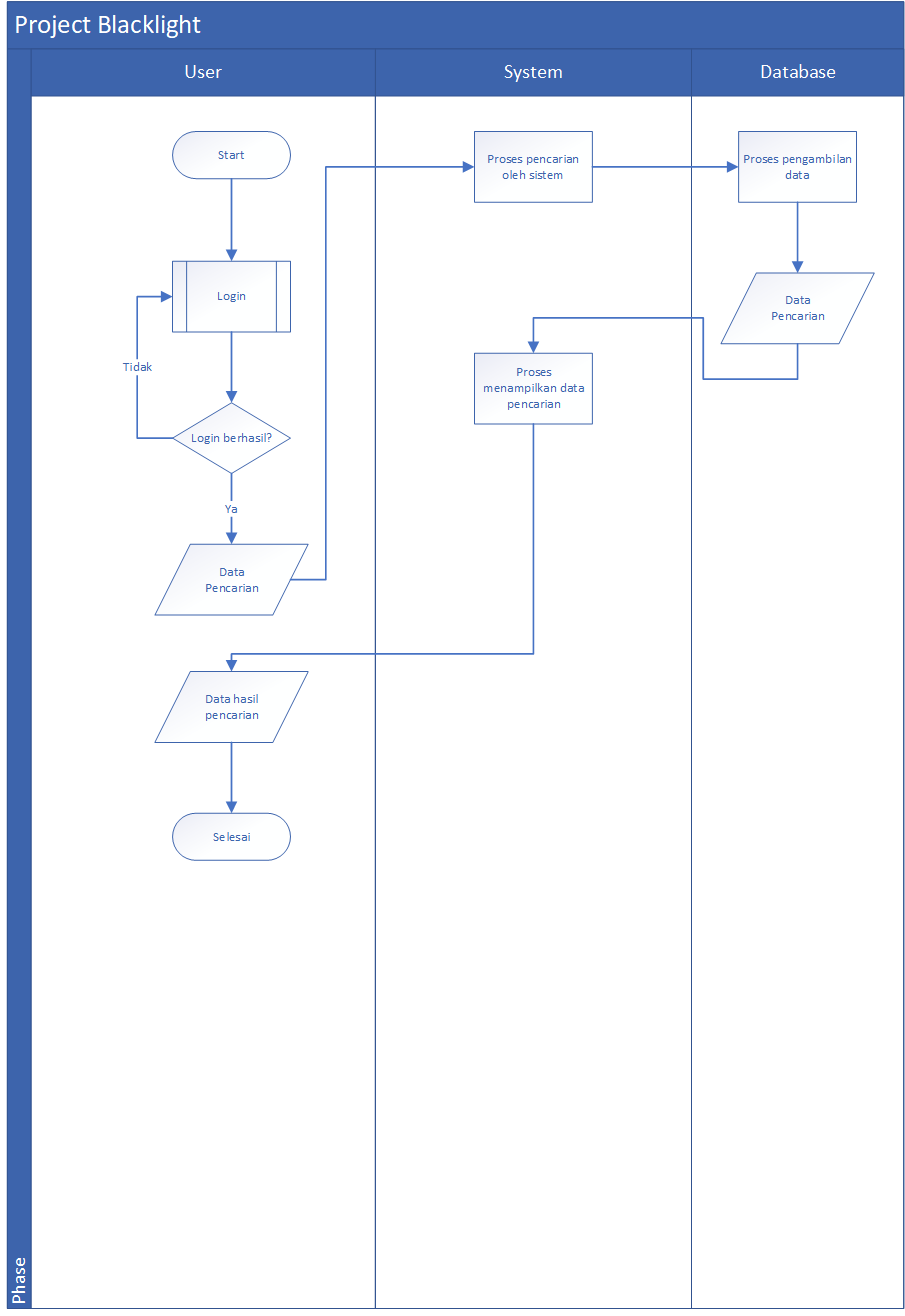 Project Blacklight
User
System
Database
Start
Login
Tidak
Login berhasil?
Ya
Data
Pencarian
Data hasil
pencarian
Selesai
Proses pencarian
oleh sistem
Proses
menampilkan data
pencarian
Proses pengambilan
data
Data
Pencarian
Phase